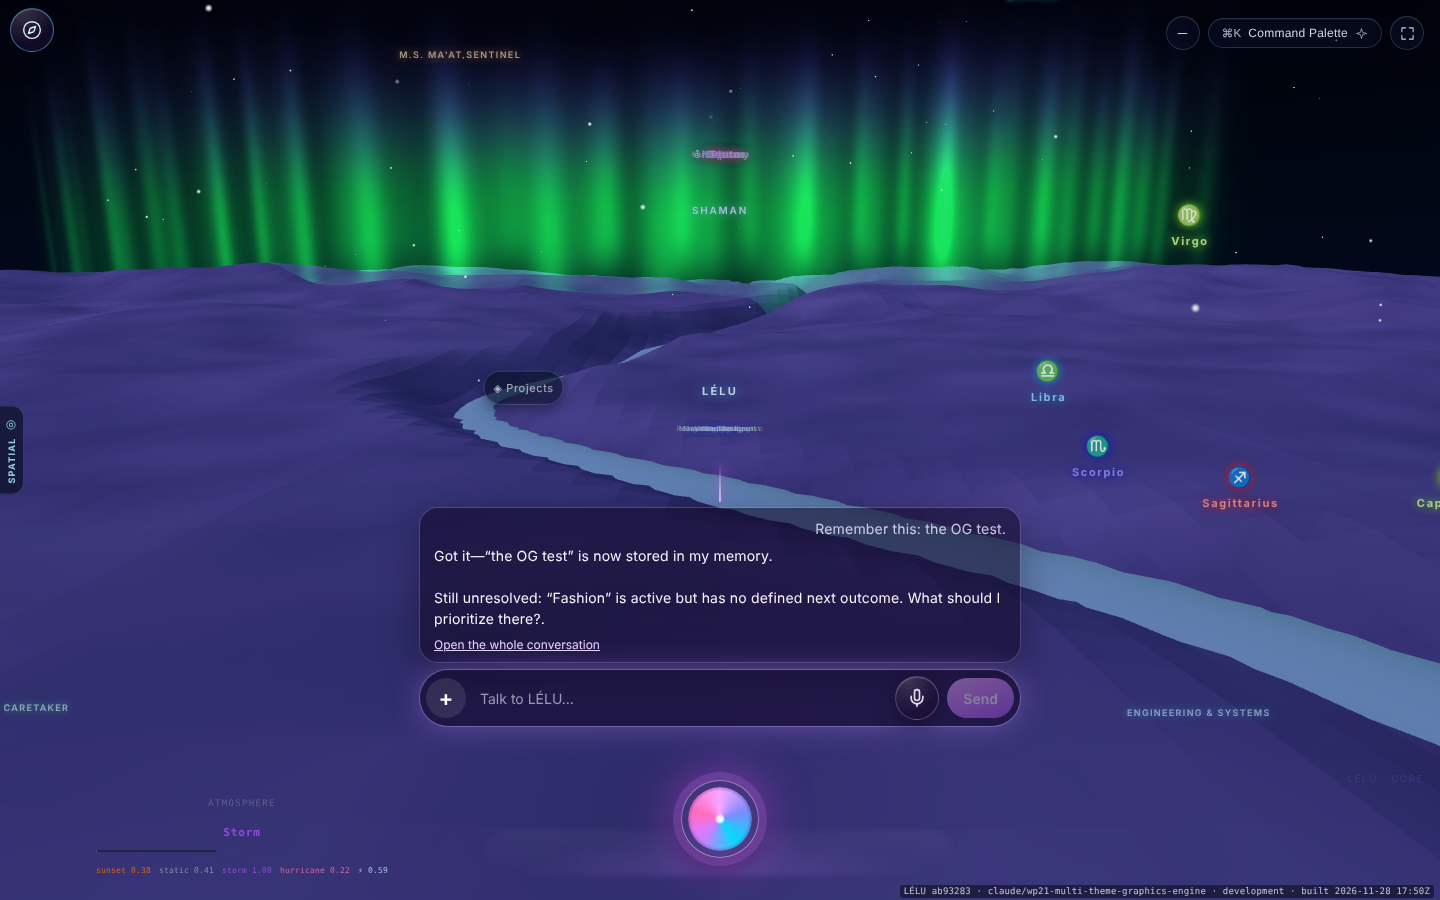 ⌘K Command Palette
M.S. MA'AT.SENTINEL
SHAMAN
Virgo
Projects
LÉLU
Libra
Scorpio
Sagittarius
Cap
SPATIAL
Remember this: the OG test.
Got it—“the OG test” is now stored in my memory.
Still unresolved: “Fashion” is active but has no defined next outcome. What should I
prioritize there?.
Open the whole conversation
+ Talk to LÉLU... Send
CARETAKER
ENGINEERING & SYSTEMS
LÉLU CORE
ATMOSPHERE
Storm
sunset 0.38 static 0.41 storm 1.00 hurricane 0.22 ⚡ 0.59
LÉLU ab93283 · claude/wp21-multi-theme-graphics-engine · development · built 2026-11-28 17:50Z